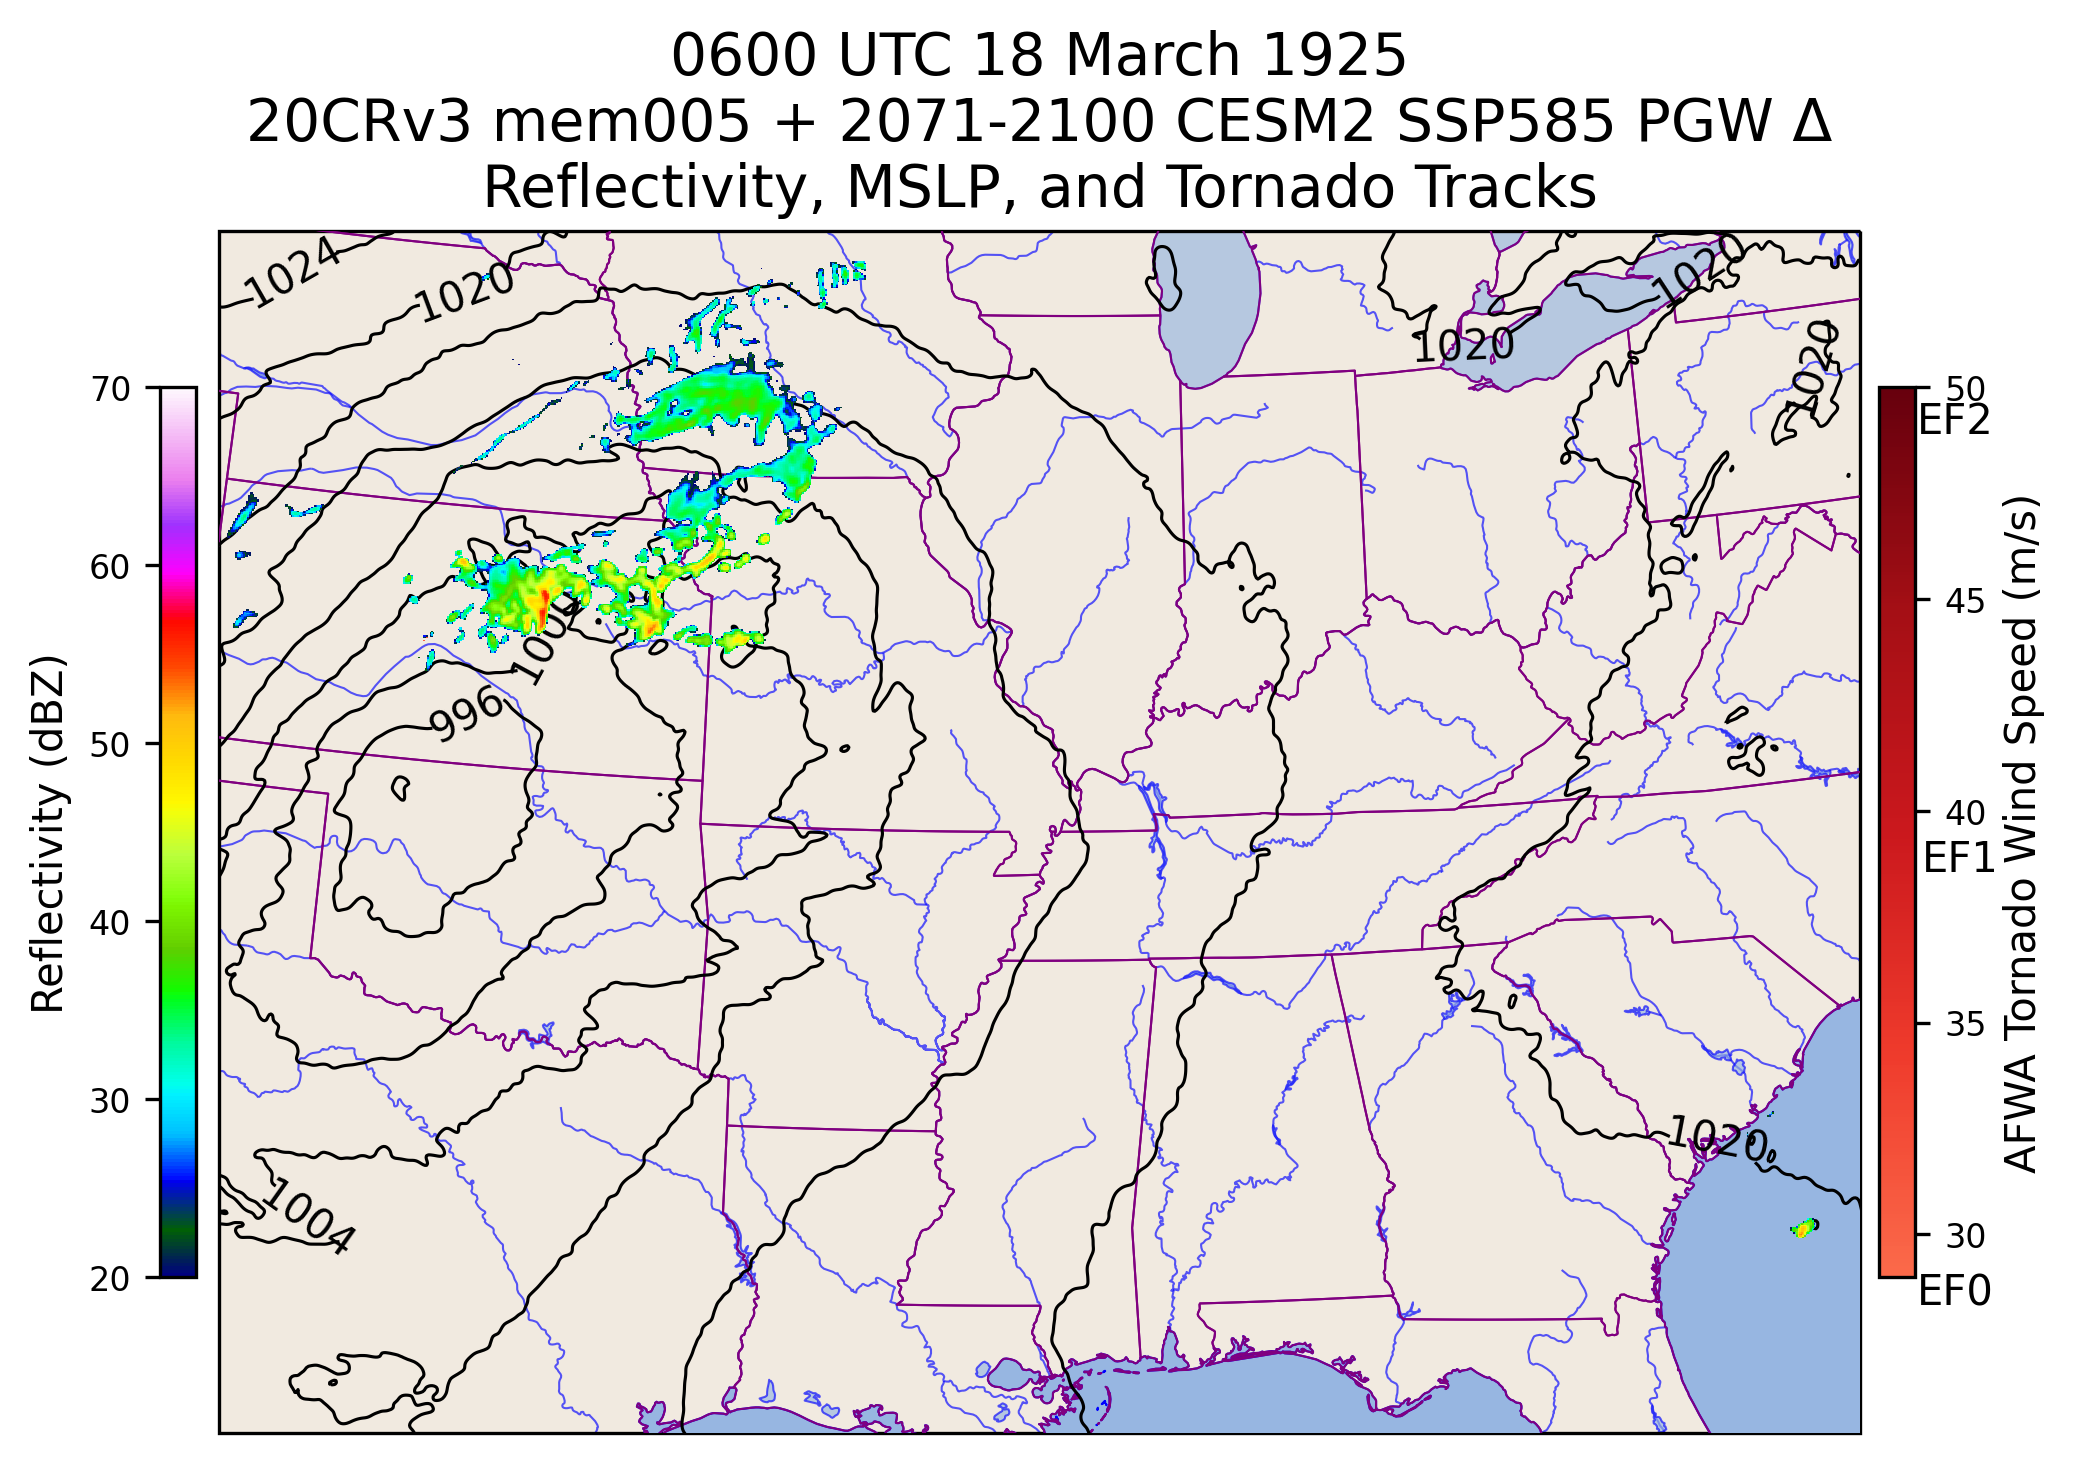 0600 UTC 18 March 1925
20CRv3 mem005 + 2071-2100 CESM2 SSP585 PGW Δ
Reflectivity, MSLP, and Tornado Tracks
1024
1020
1020
1020
1020
1004
996
1020
1004
70
60
50
40
30
20
Reflectivity (dBZ)
50
EF2
45
40
EF1
35
30
EF0
AFWA Tornado Wind Speed (m/s)